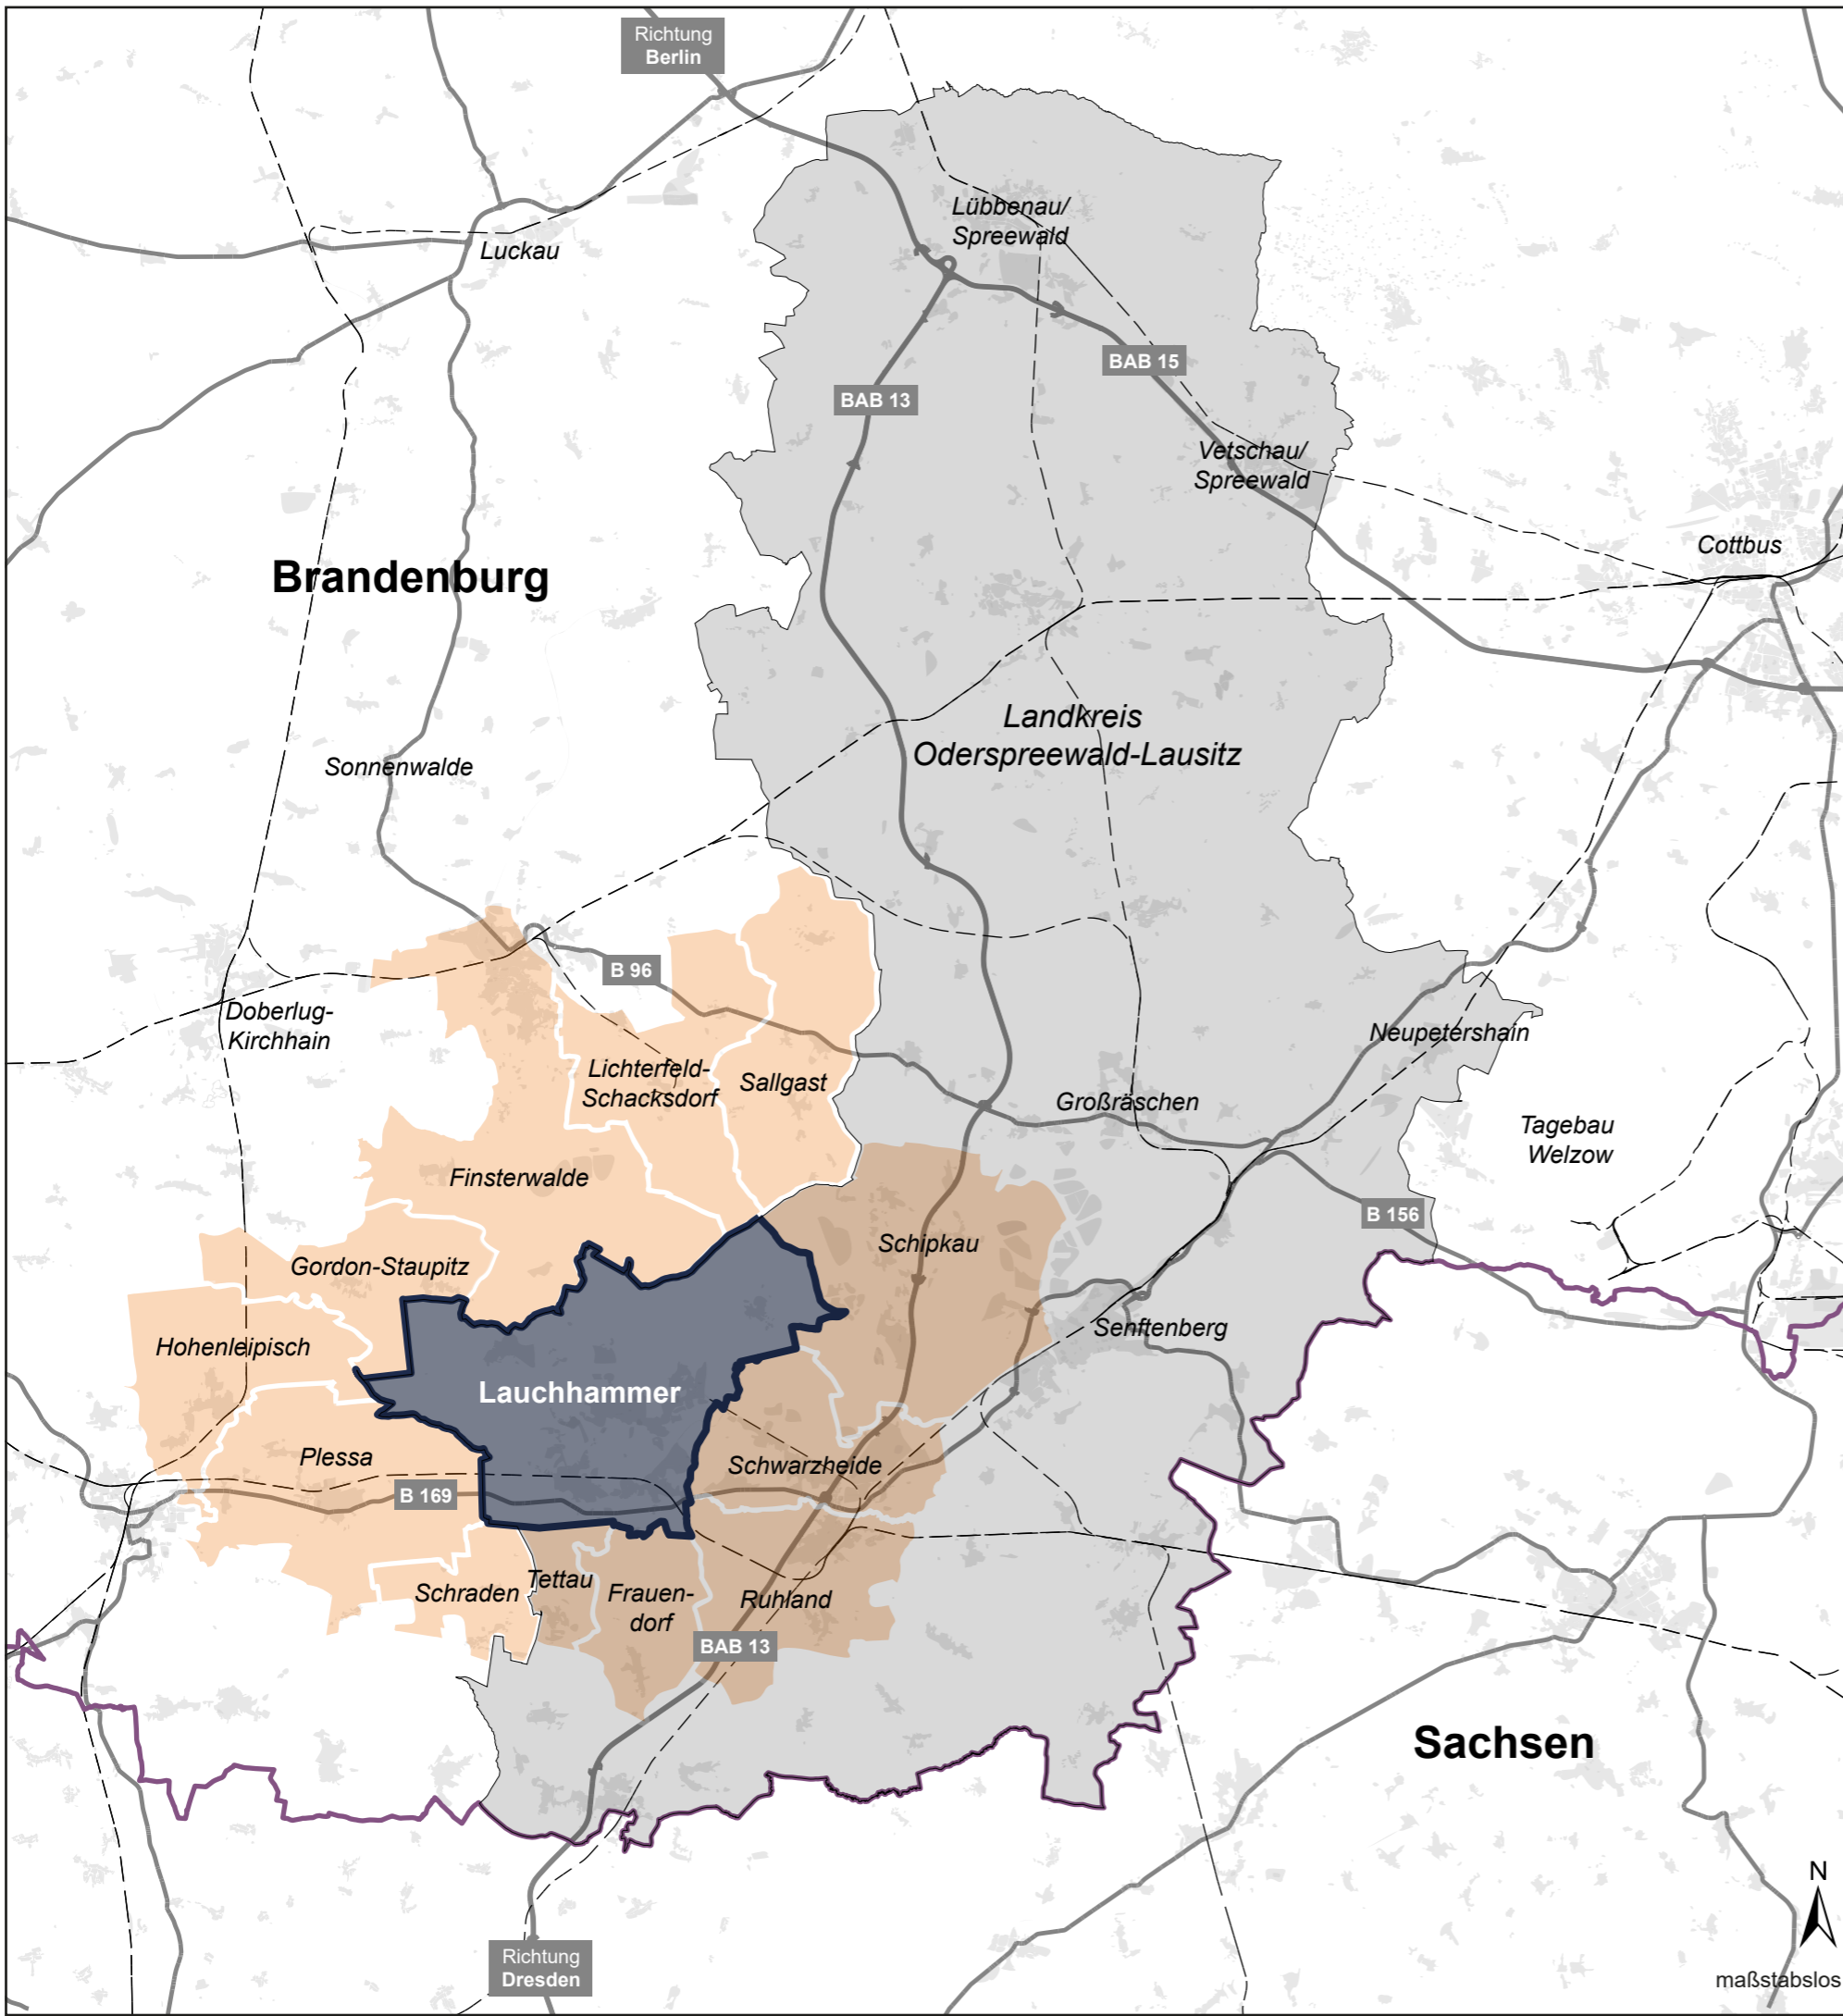 Richtung
Berlin
Lübbenau/
Spreewald
Luckau
BAB 15
BAB 13
Vetschau/
Spreewald
Cottbus
Brandenburg
Landkreis
Oderspreewald-Lausitz
Sonnenwalde
B 96
Doberlug-
Kirchhain
Neupetershain
Lichterfeld-
Schacksdorf
Sallgast
Großräschen
Tagebau
Welzow
Finsterwalde
B 156
Schipkau
Gordon-Staupitz
Senftenberg
Hohenleipisch
Lauchhammer
Plessa
Schwarzheide
B 169
Schraden
Tettau
Frauen-
dorf
Ruhland
BAB 13
Sachsen
N
Richtung
Dresden
maßstabslos